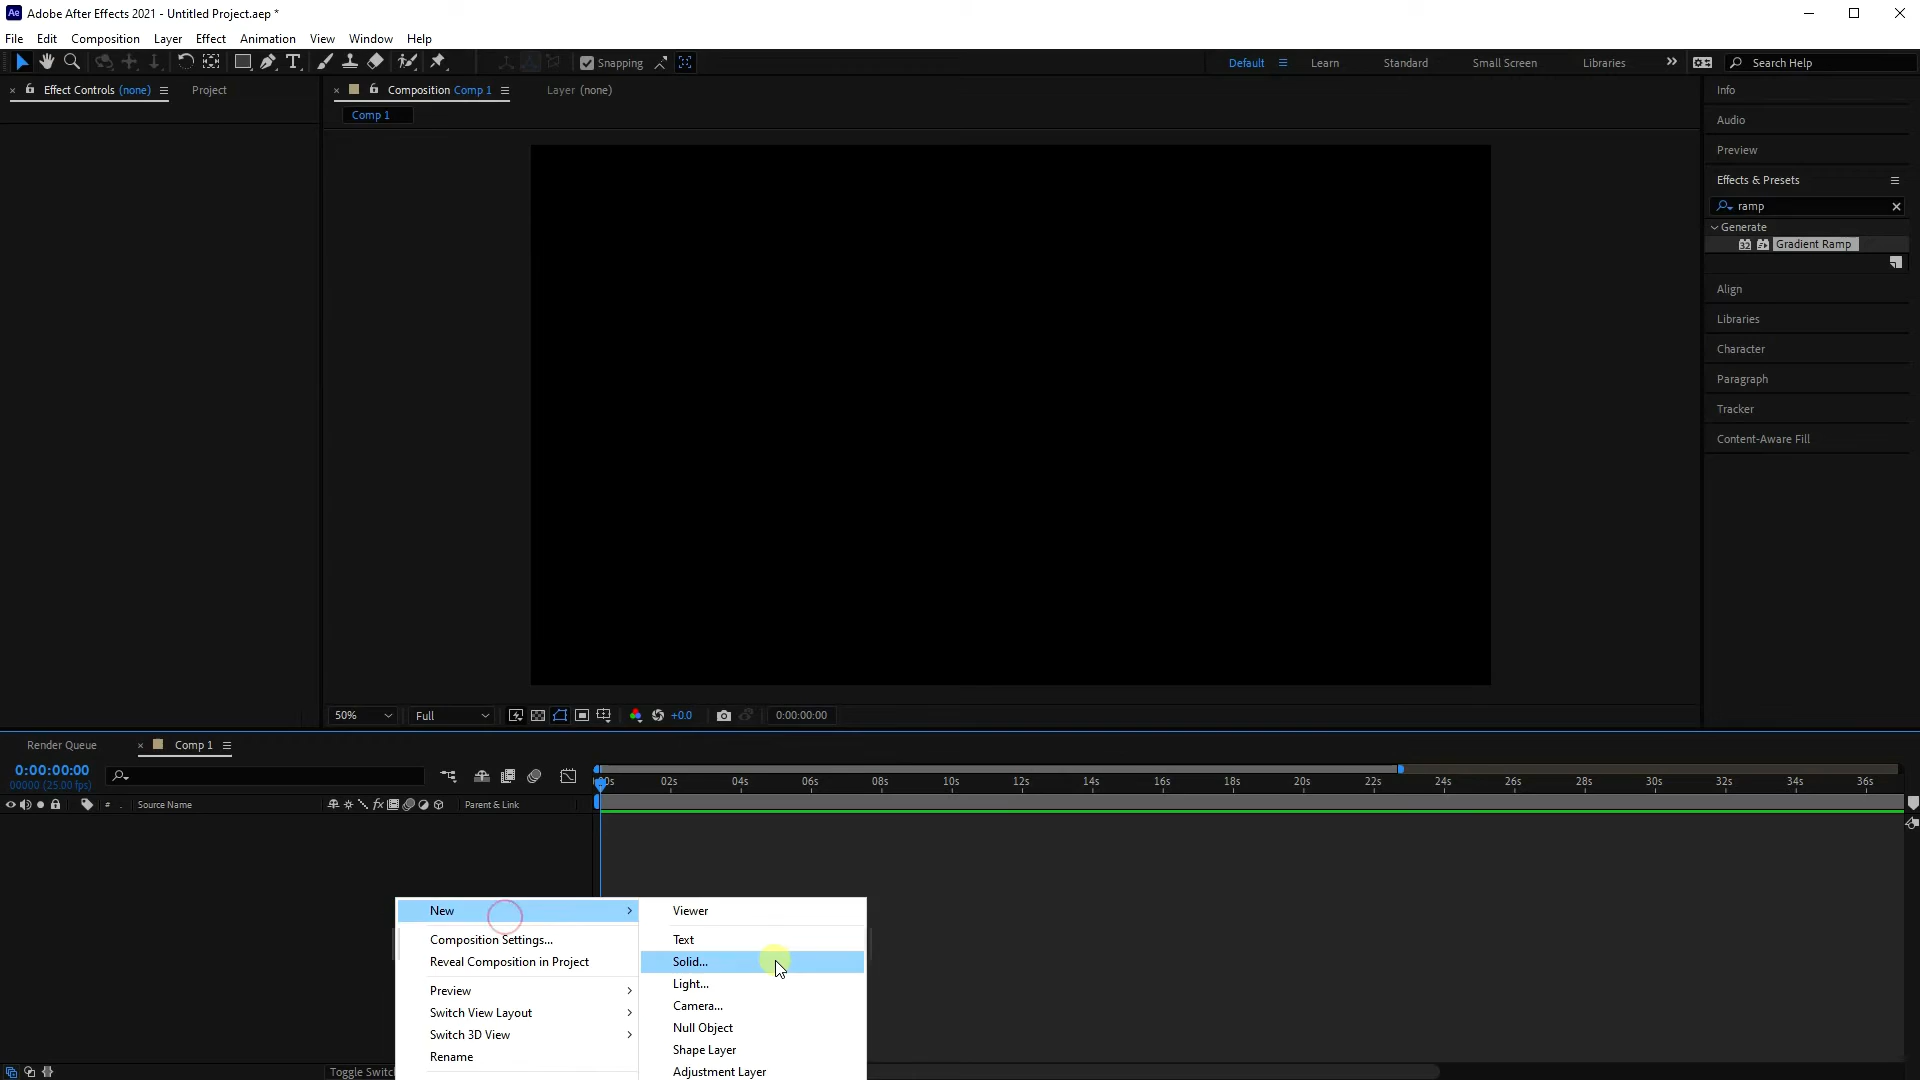 Ae Adobe After Effects 2021 - Untitled Project.aep *
File Edit Composition Layer Effect Animation View Window Help
T Snapping Default Learn Standard Small Screen Libraries » Search Help
Effect Controls (none) Project
Composition Comp 1 Layer (none)
Comp 1
Info
Audio
Preview
Effects & Presets
ramp
Generate
32 Gradient Ramp
Align
Libraries
Character
Paragraph
Tracker
Content-Aware Fill
50% Full +0.0 0:00:00:00
Render Queue Comp 1
0:00:00:00
00000 (25.00 fps)
02s 04s 06s 08s 10s 12s 14s 16s 18s 20s 22s 24s 26s 28s 30s 32s 34s 36s
# . Source Name fx Parent & Link
New
Composition Settings...
Reveal Composition in Project
Preview
Switch View Layout
Switch 3D View
Rename
Viewer
Text
Solid...
Light...
Camera...
Null Object
Shape Layer
Adjustment Layer
Toggle Switc